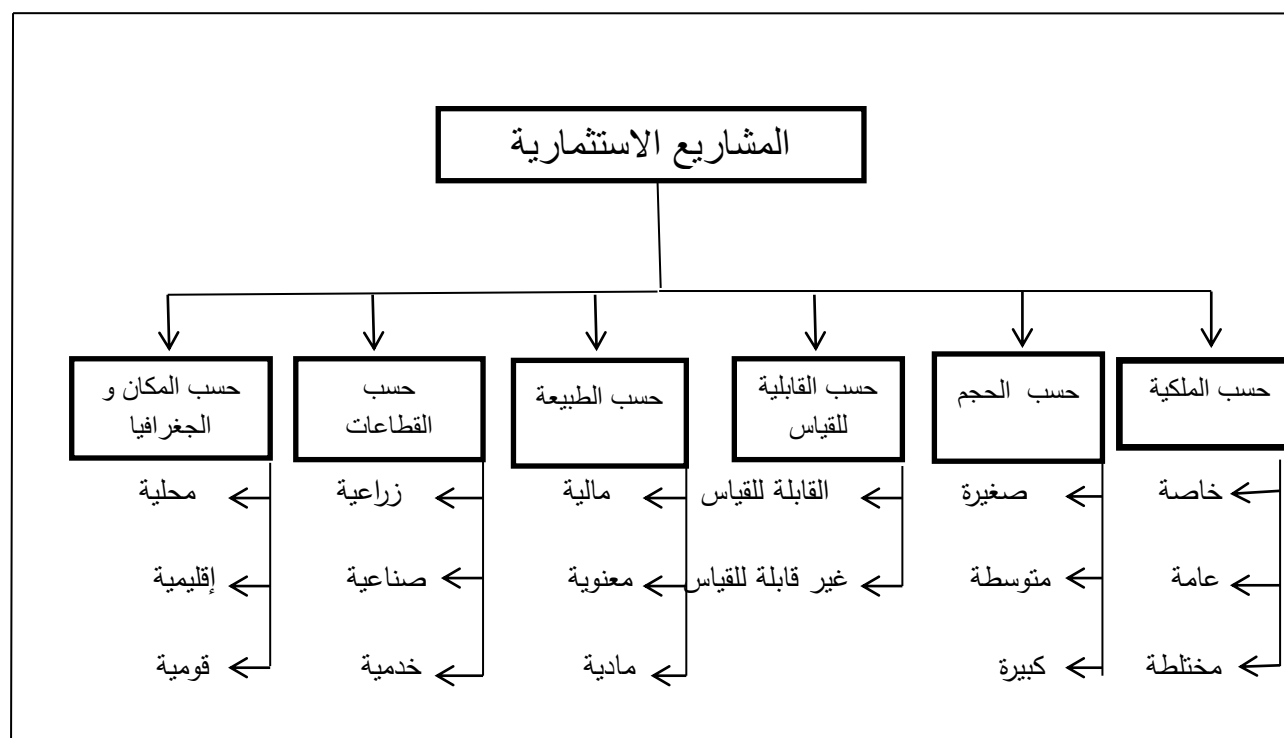 المشاريع الاستثمارية
حسب الملكية
حسب الحجم
حسب القابلية
للقياس
حسب الطبيعة
حسب
القطاعات
حسب المكان و
الجغرافيا
خاصة
صغيرة
القابلة للقياس
مالية
زراعية
محلية
عامة
متوسطة
غير قابلة للقياس
معنوية
صناعية
إقليمية
مختلطة
كبيرة
مادية
خدمية
قومية